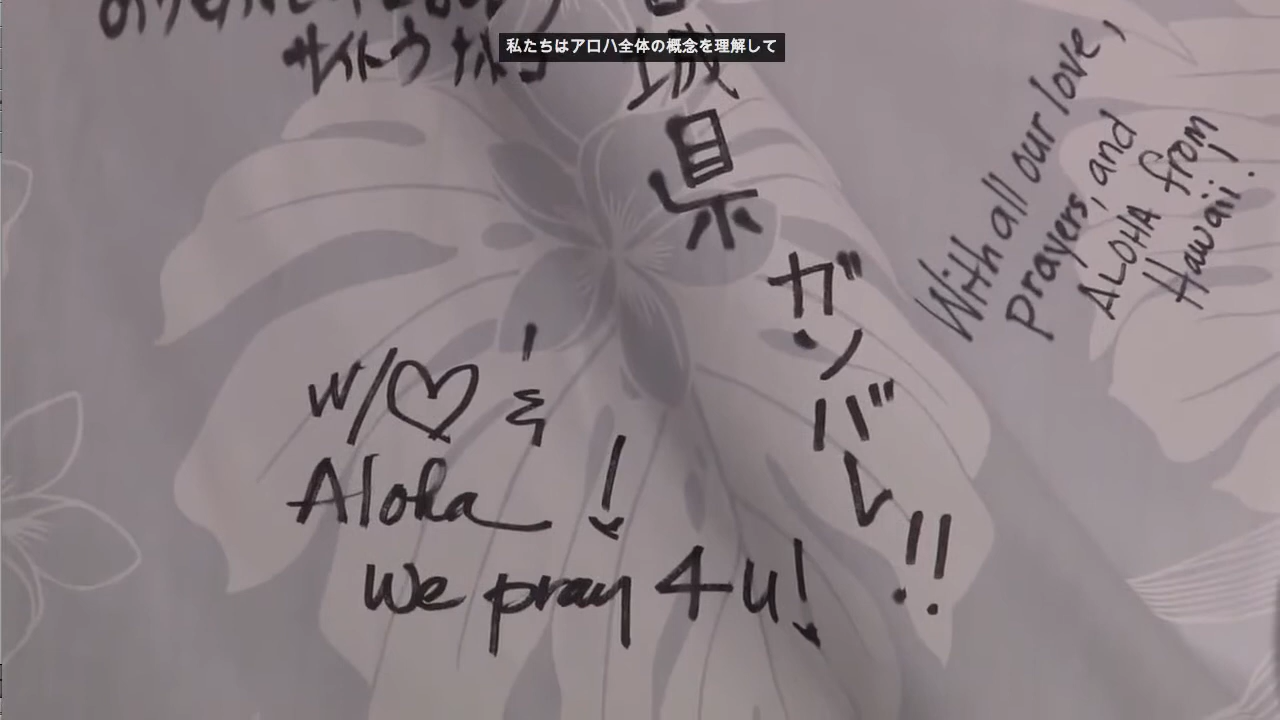 私たちはアロハ全体の概念を理解して
サイトウ
城
県
ガンバレ!!
With all our love,
prayers, and
ALOHA from
Hawaii!
w/♡ &
Aloha!
We pray 4 u!